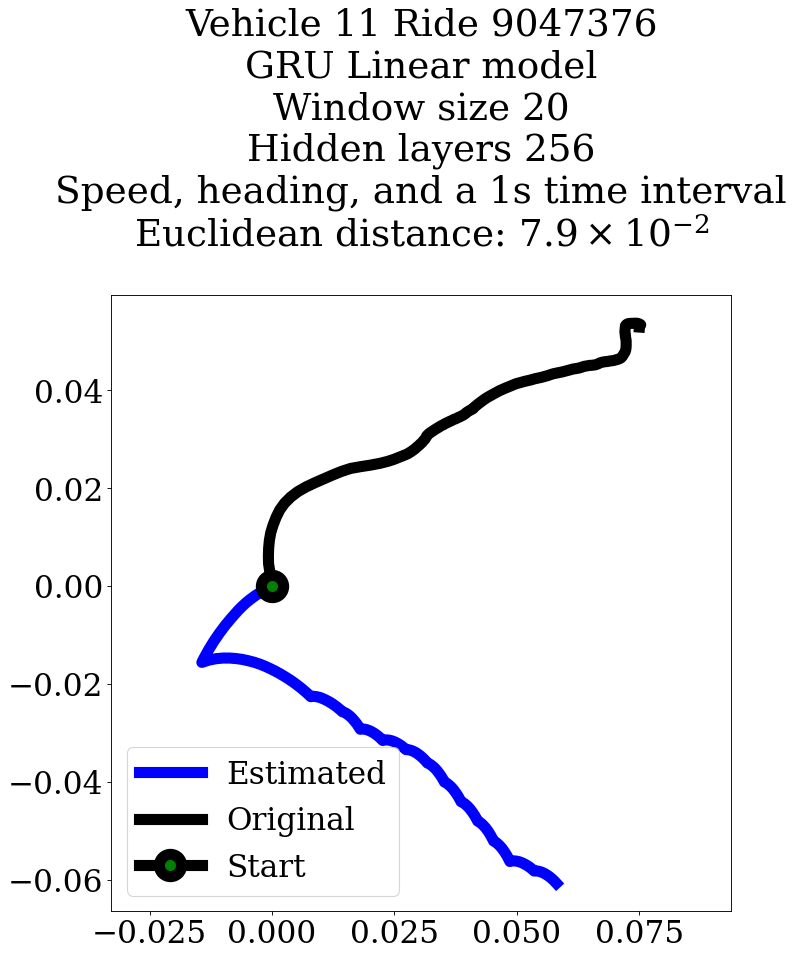 Vehicle 11 Ride 9047376
GRU Linear model
Window size 20
Hidden layers 256
Speed, heading, and a 1s time interval
Euclidean distance: 7.9 × 10⁻²
0.04
0.02
0.00
−0.02
−0.04
−0.06
Estimated
Original
Start
−0.025 0.000 0.025 0.050 0.075